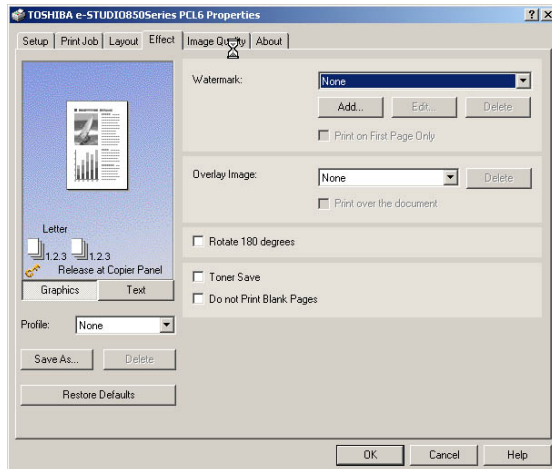 TOSHIBA e-STUDIO850Series PCL6 Properties
Setup Print Job Layout Effect Image Quality About
Watermark: None
Add... Edit... Delete
Print on First Page Only
Overlay Image: None Delete
Print over the document
Letter
1.2.3 1.2.3
Release at Copier Panel
Rotate 180 degrees
Graphics Text
Toner Save
Do not Print Blank Pages
Profile: None
Save As... Delete
Restore Defaults
OK Cancel Help